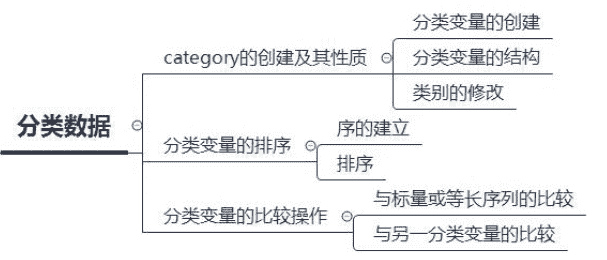 分类数据
category的创建及其性质
分类变量的创建
分类变量的结构
类别的修改
分类变量的排序
序的建立
排序
分类变量的比较操作
与标量或等长序列的比较
与另一分类变量的比较